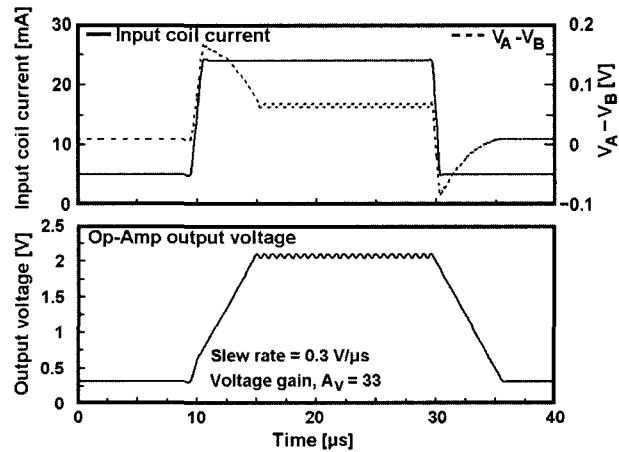 Input coil current
V_A - V_B
Input coil current [mA]
30
20
10
0
0.2
0.1
0
-0.1
V_A - V_B [V]
Op-Amp output voltage
Output voltage [V]
2.5
2
1.5
1
0.5
0
Slew rate = 0.3 V/µs
Voltage gain, A_V = 33
0
10
20
30
40
Time [µs]